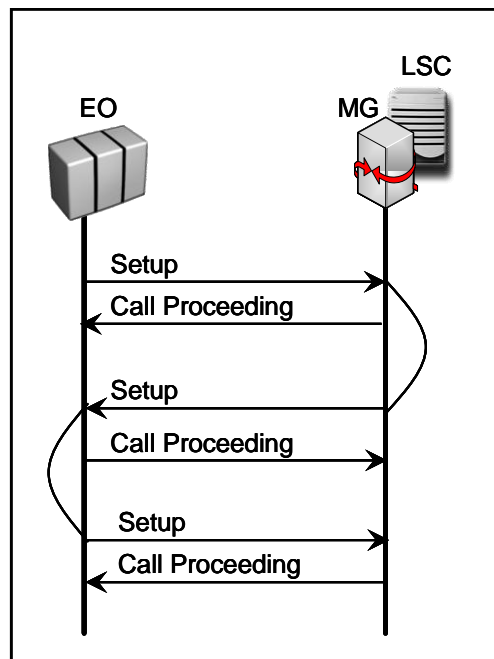 LSC
EO
MG
Setup
Call Proceeding
Setup
Call Proceeding
Setup
Call Proceeding